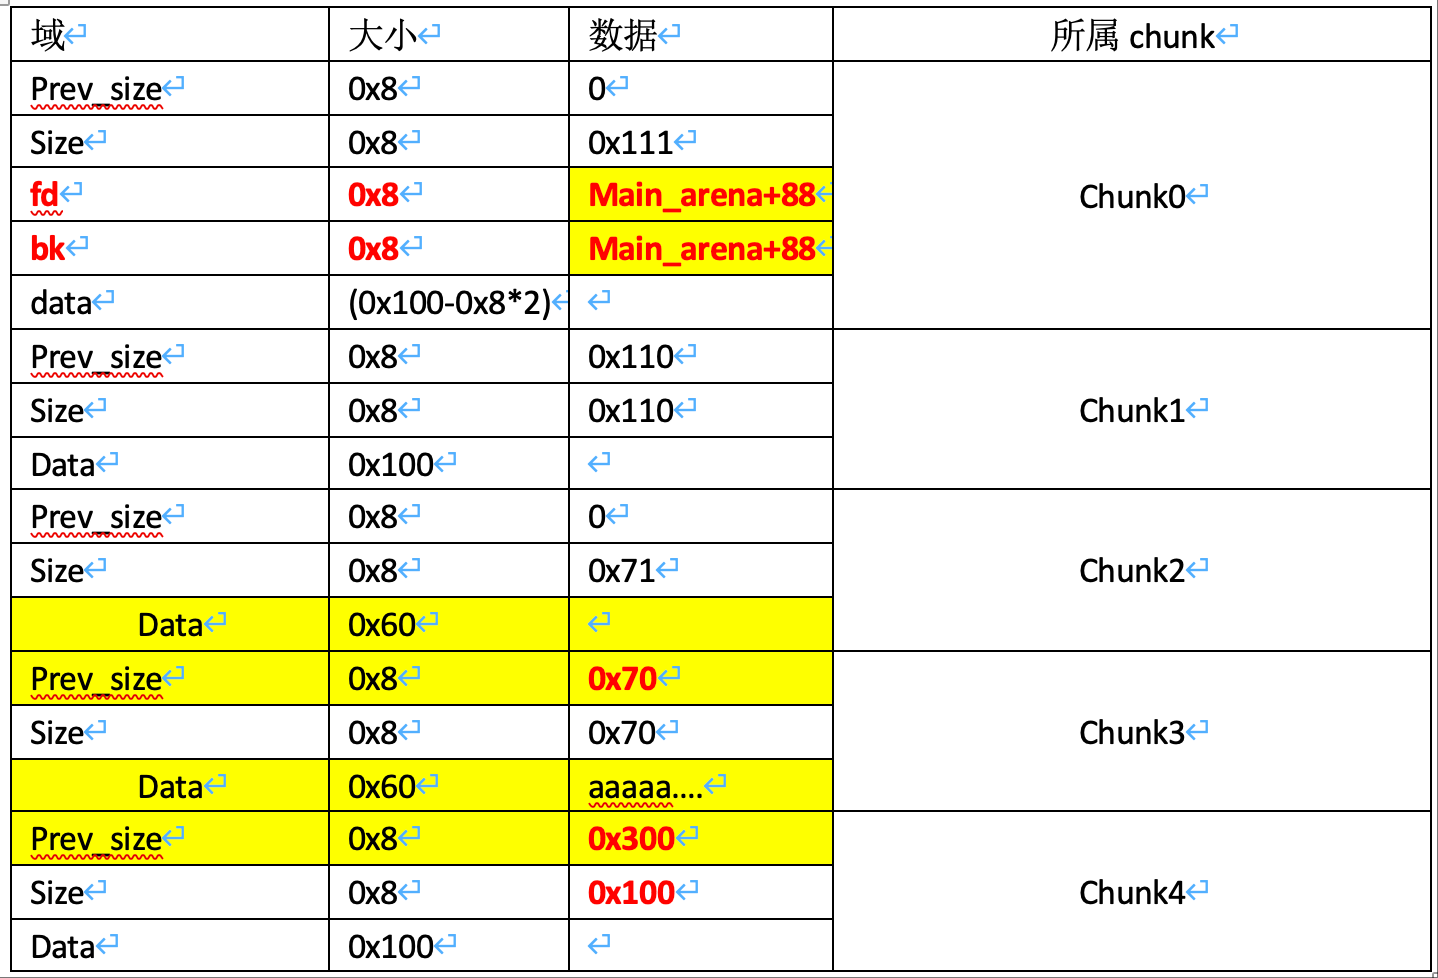 域 大小 数据 所属 chunk
Prev_size 0x8 0 Chunk0
Size 0x8 0x111
fd 0x8 Main_arena+88
bk 0x8 Main_arena+88
data (0x100-0x8*2)
Prev_size 0x8 0x110 Chunk1
Size 0x8 0x110
Data 0x100
Prev_size 0x8 0 Chunk2
Size 0x8 0x71
Data 0x60
Prev_size 0x8 0x70 Chunk3
Size 0x8 0x70
Data 0x60 aaaaa....
Prev_size 0x8 0x300 Chunk4
Size 0x8 0x100
Data 0x100